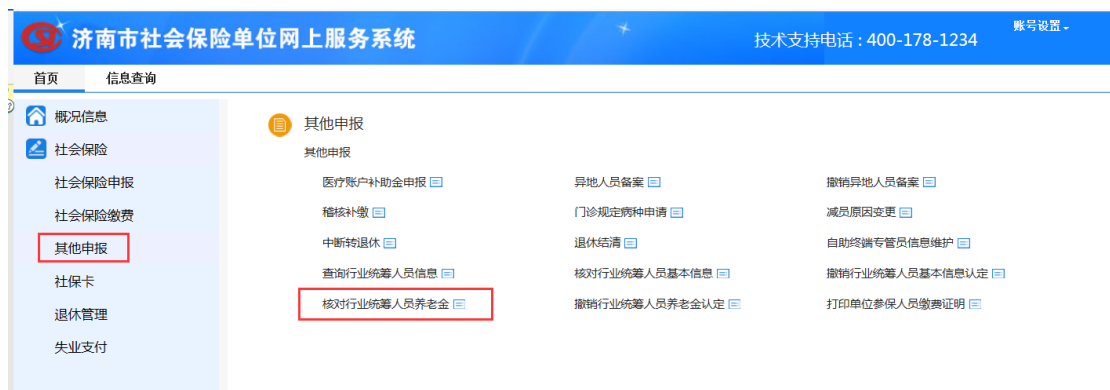 济南市社会保险单位网上服务系统
技术支持电话：400-178-1234
账号设置
首页 信息查询
概况信息
社会保险
社会保险申报
社会保险缴费
其他申报
社保卡
退休管理
失业支付
其他申报
其他申报
医疗账户补助金申报 异地人员备案 撤销异地人员备案
稽核补缴 门诊规定病种申请 减员原因变更
中断转退休 退休结清 自助终端专管员信息维护
查询行业统筹人员信息 核对行业统筹人员基本信息 撤销行业统筹人员基本信息认定
核对行业统筹人员养老金 撤销行业统筹人员养老金认定 打印单位参保人员缴费证明